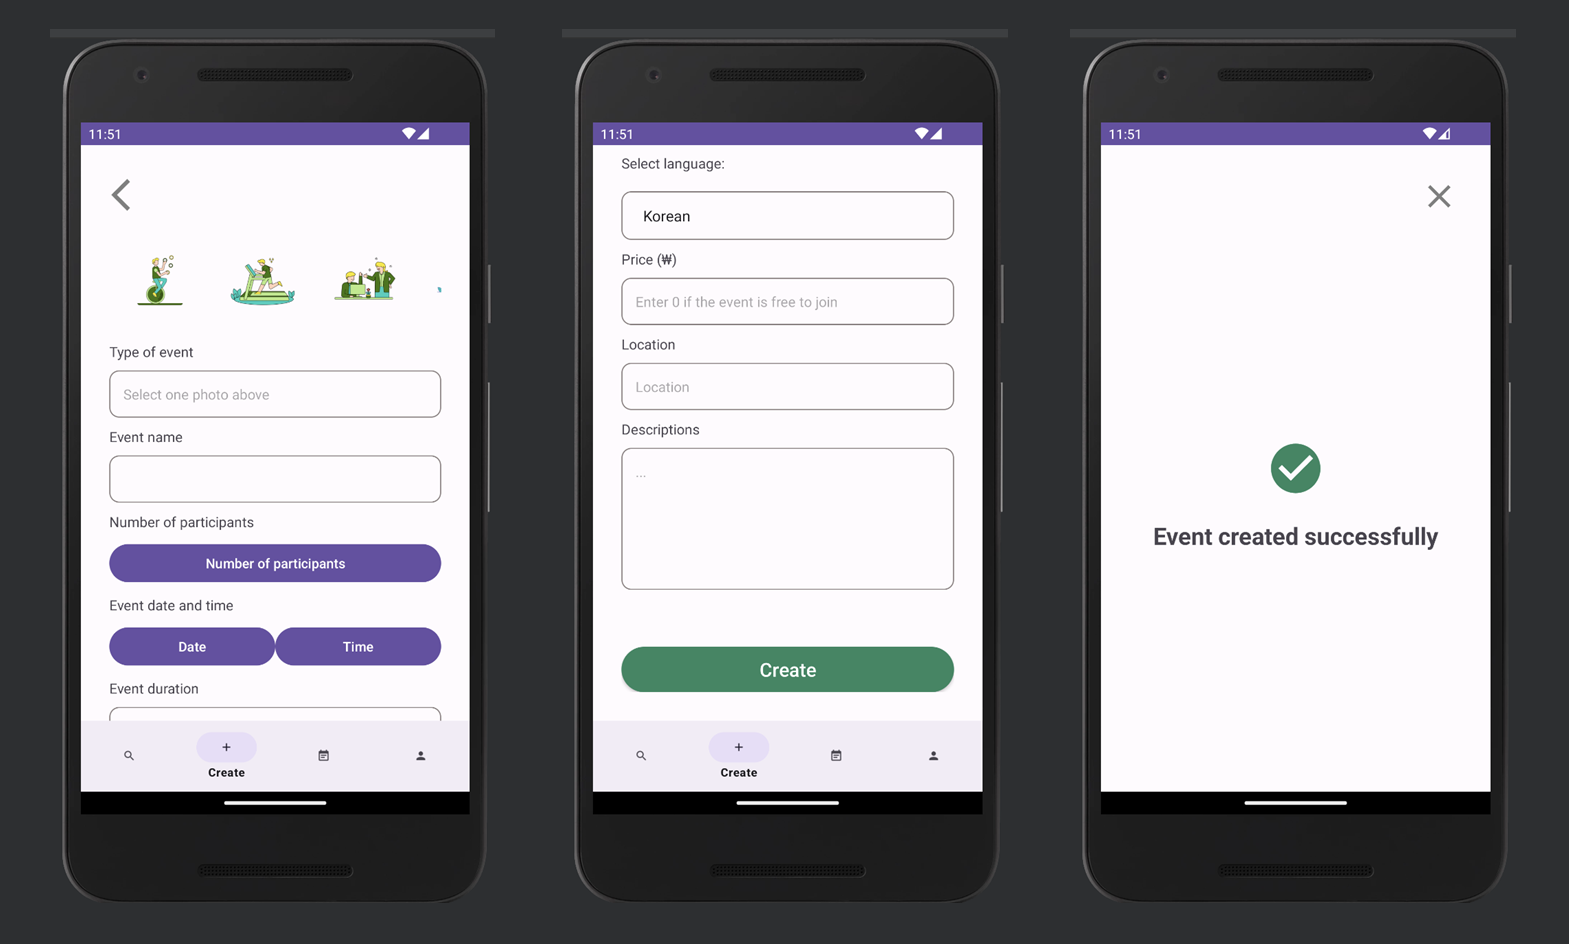 11:51
Type of event
Select one photo above
Event name
Number of participants
Number of participants
Event date and time
Date
Time
Event duration
+
Create
11:51
Select language:
Korean
Price (₩)
Enter 0 if the event is free to join
Location
Location
Descriptions
...
Create
+
Create
11:51
Event created successfully